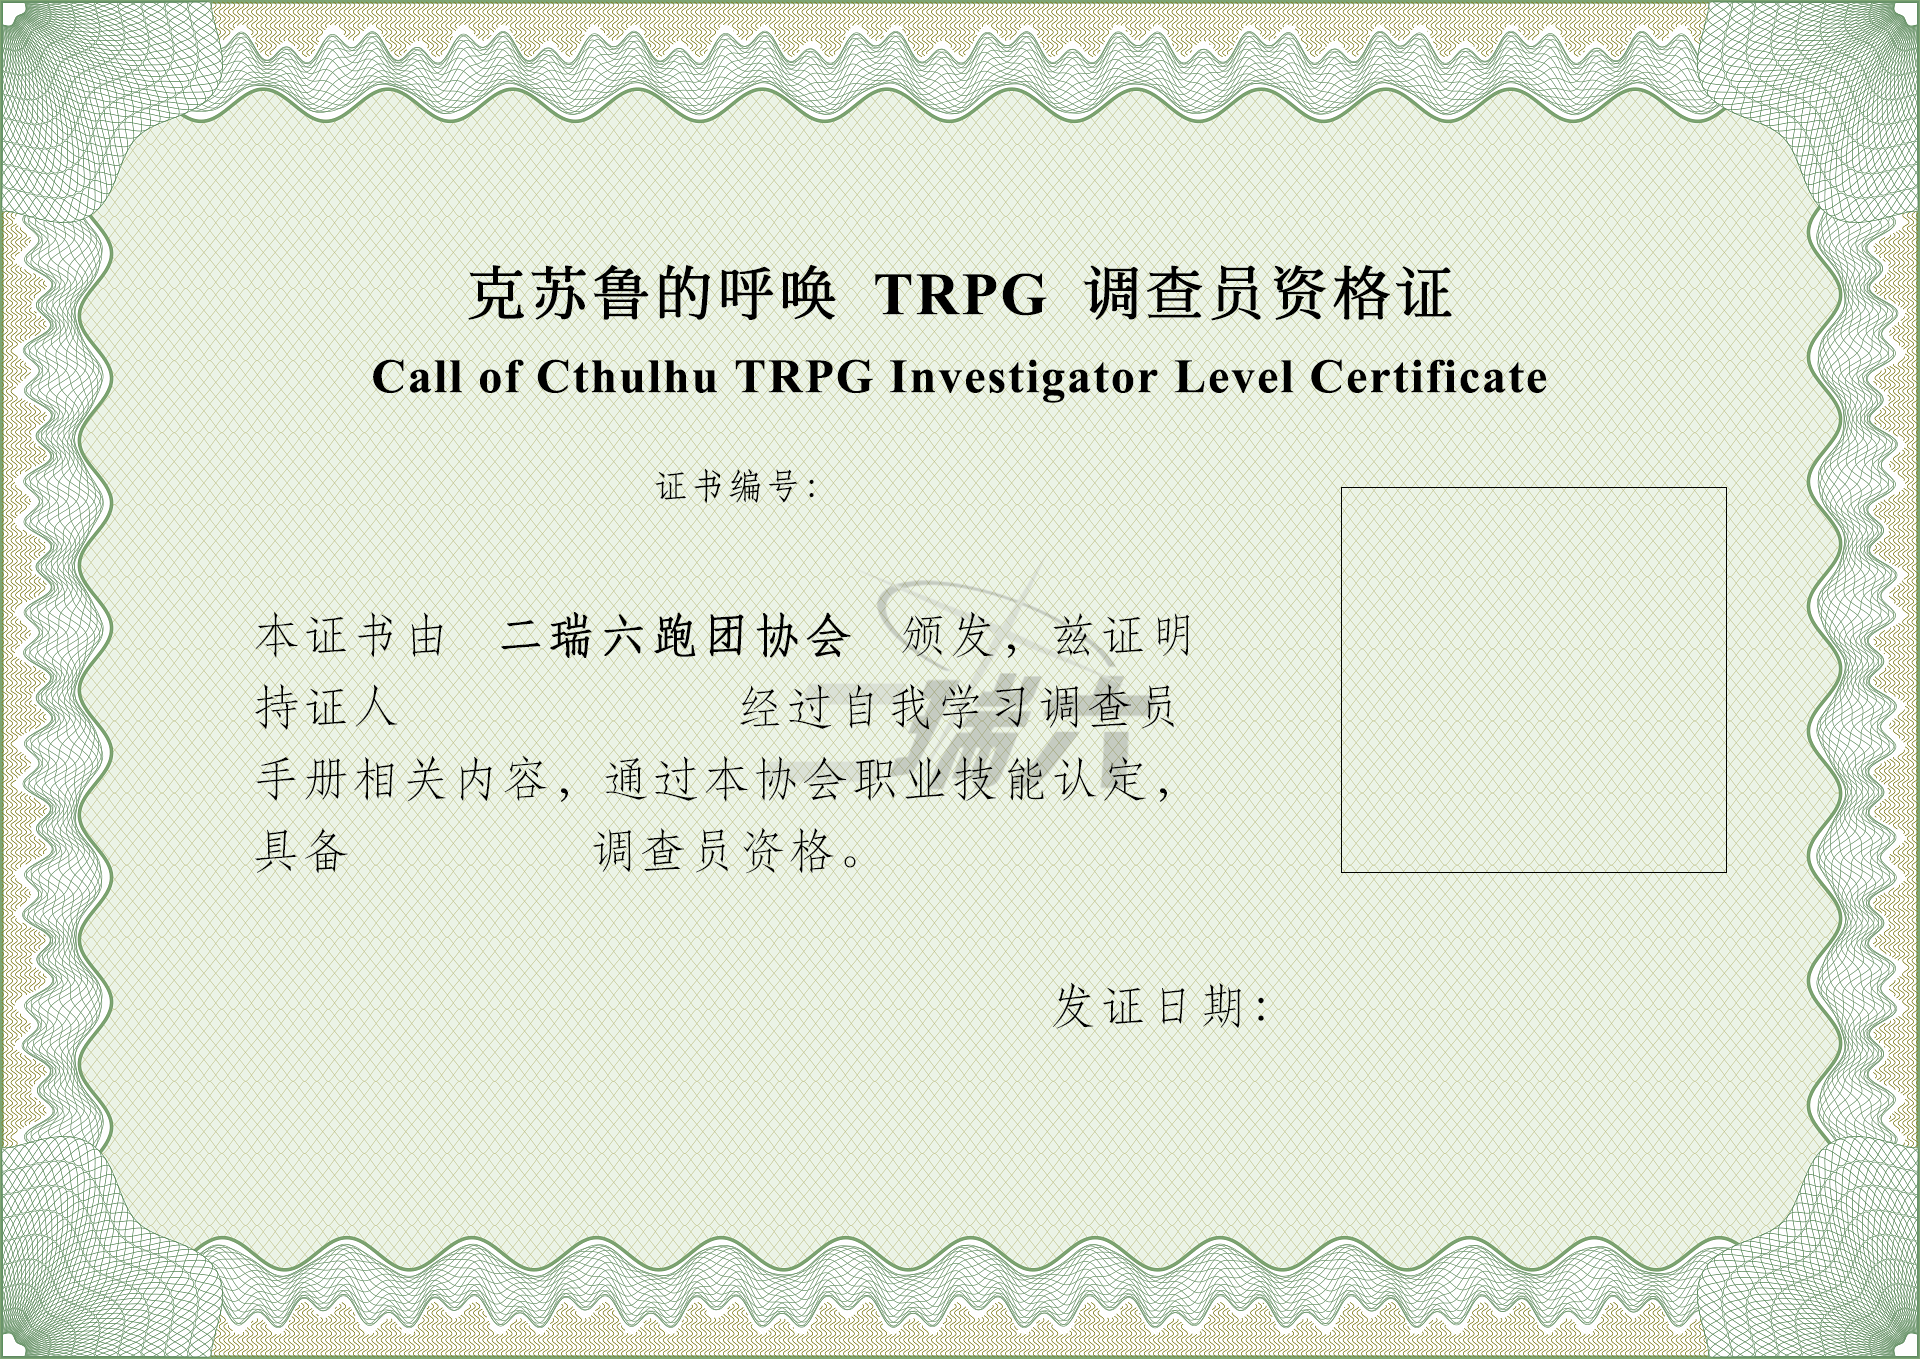 克苏鲁的呼唤 TRPG 调查员资格证
Call of Cthulhu TRPG Investigator Level Certificate
证书编号：
本证书由 二瑞六跑团协会 颁发，兹证明
持证人 经过自我学习调查员
手册相关内容，通过本协会职业技能认定，
具备 调查员资格。
二瑞六
发证日期：